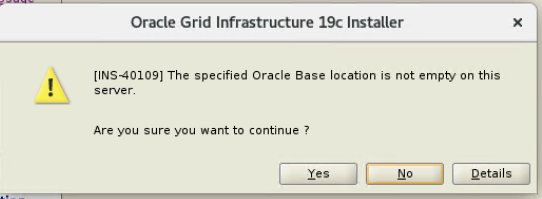 Oracle Grid Infrastructure 19c Installer
[INS-40109] The specified Oracle Base location is not empty on this
server.
Are you sure you want to continue ?
Yes No Details